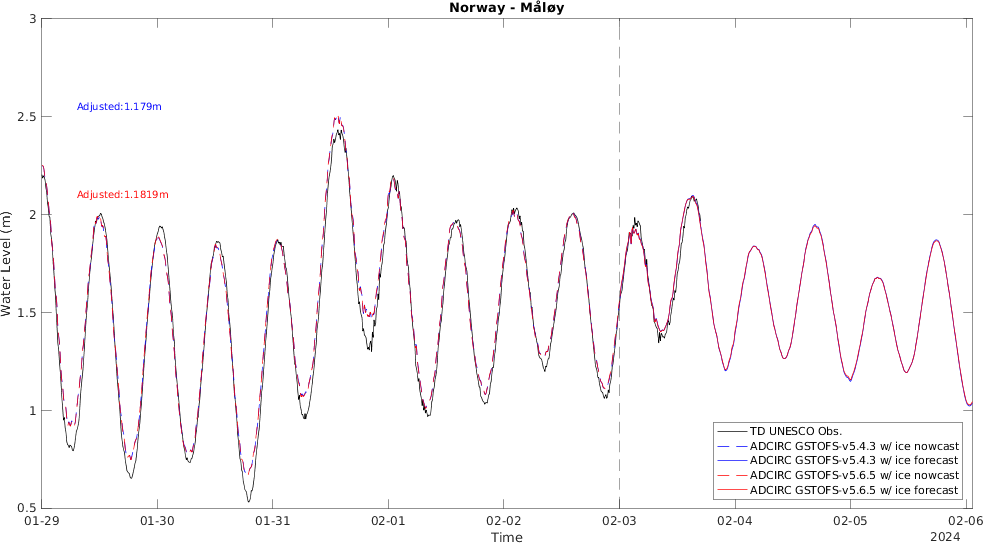 Norway - Måløy
3
2.5
2
1.5
1
0.5
Water Level (m)
Adjusted:1.179m
Adjusted:1.1819m
TD UNESCO Obs.
ADCIRC GSTOFS-v5.4.3 w/ ice nowcast
ADCIRC GSTOFS-v5.4.3 w/ ice forecast
ADCIRC GSTOFS-v5.6.5 w/ ice nowcast
ADCIRC GSTOFS-v5.6.5 w/ ice forecast
01-29 01-30 01-31 02-01 02-02 02-03 02-04 02-05 02-06
Time
2024